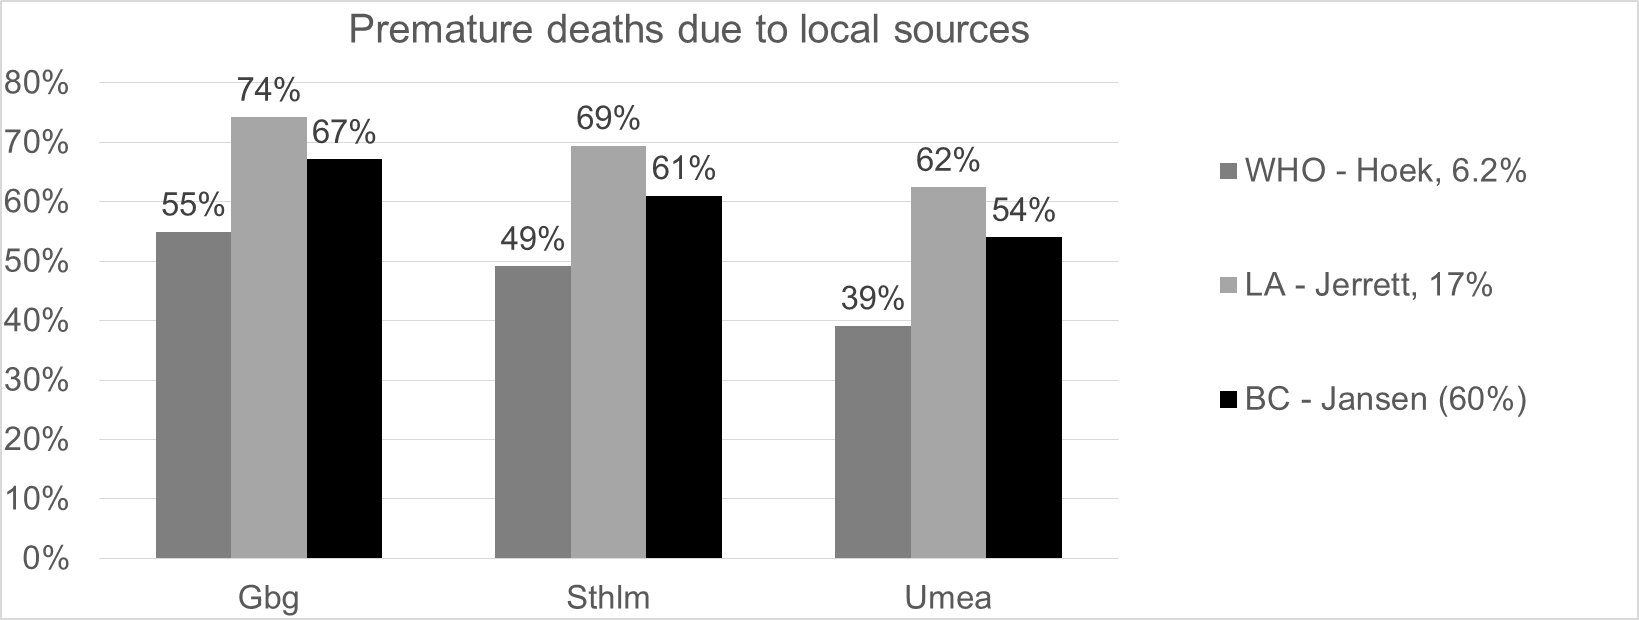 Premature deaths due to local sources
80%
70%
60%
50%
40%
30%
20%
10%
0%
74%
67%
55%
69%
61%
49%
62%
54%
39%
Gbg
Sthlm
Umea
WHO - Hoek, 6.2%
LA - Jerrett, 17%
BC - Jansen (60%)